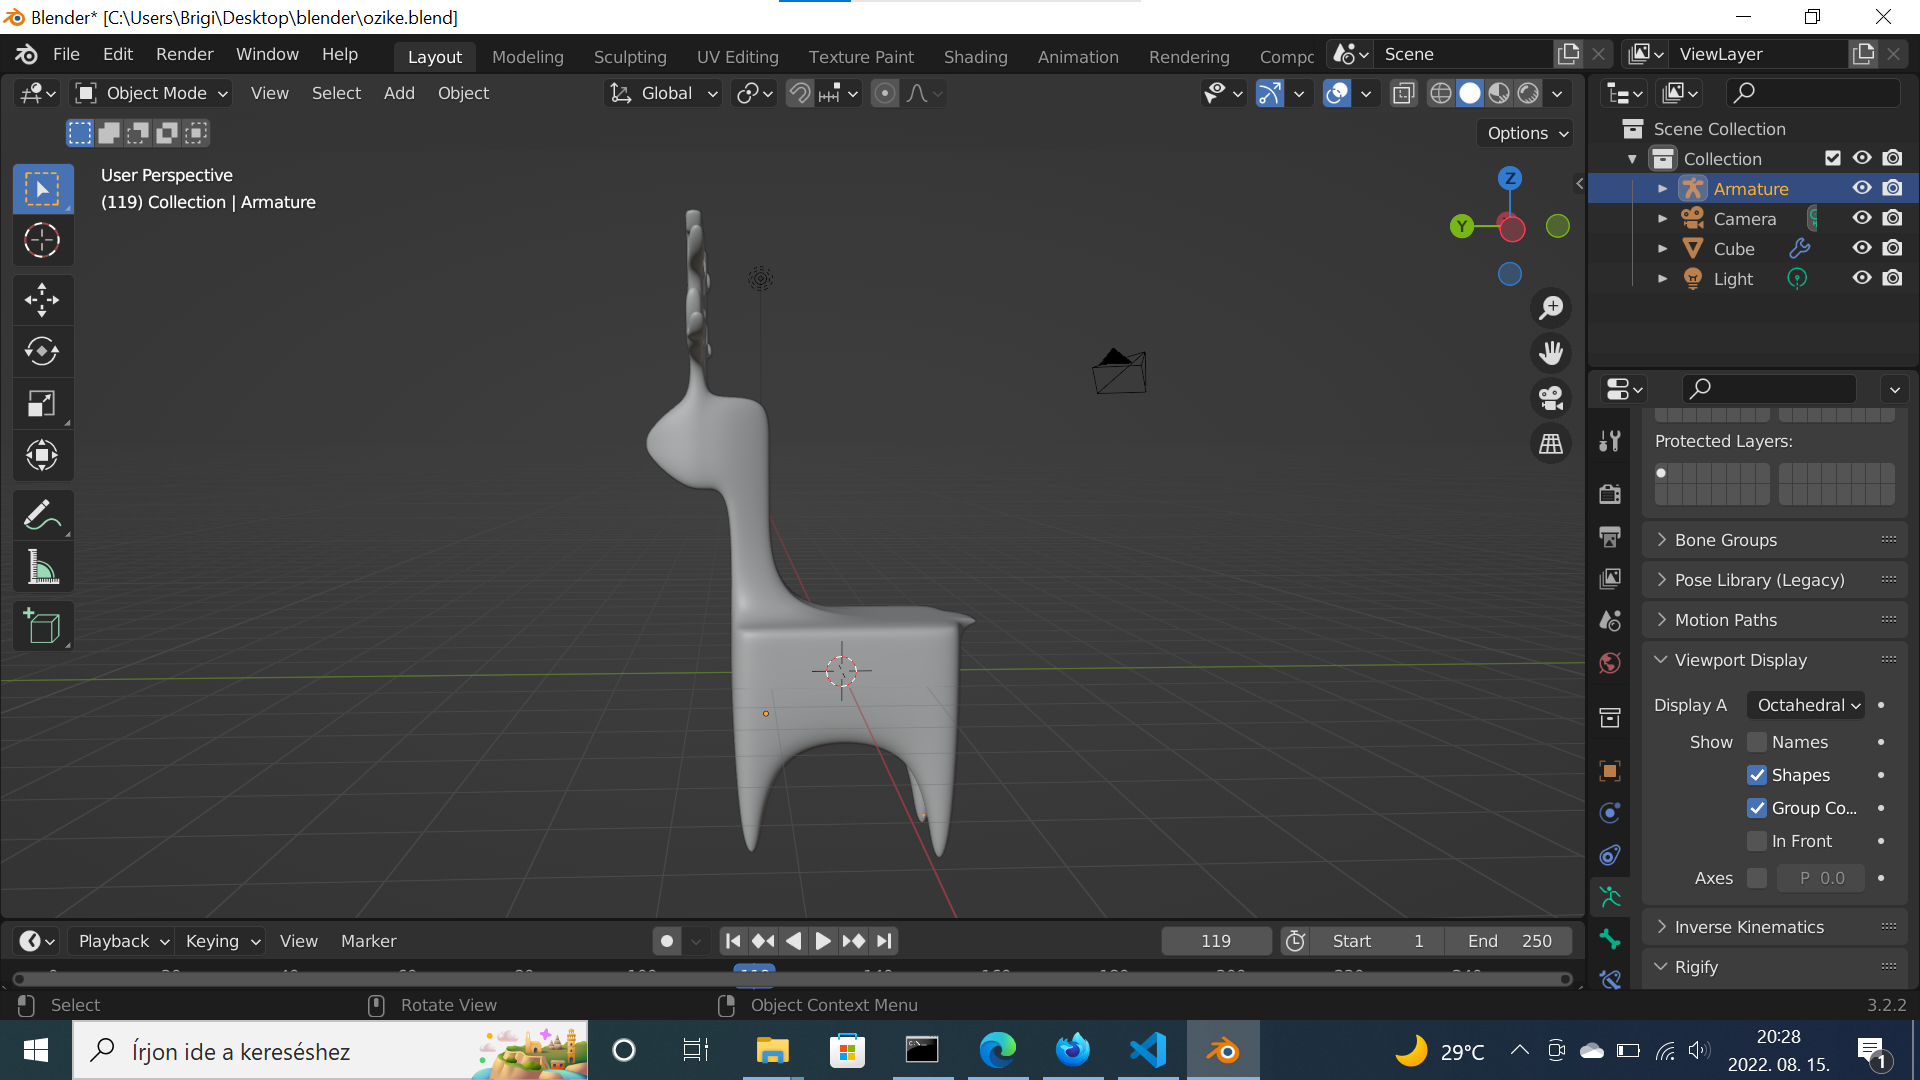 Blender* [C:\Users\Brigi\Desktop\blender\ozike.blend]
File Edit Render Window Help Layout Modeling Sculpting UV Editing Texture Paint Shading Animation Rendering Compc Scene ViewLayer
Object Mode View Select Add Object Global
Options
User Perspective
(119) Collection | Armature
Z
Y
Scene Collection
Collection
Armature
Camera
Cube
Light
Protected Layers:
Bone Groups
Pose Library (Legacy)
Motion Paths
Viewport Display
Display A Octahedral
Show Names
Shapes
Group Co...
In Front
Axes P 0.0
Inverse Kinematics
Rigify
Playback Keying View Marker 119 Start 1 End 250
Select Rotate View Object Context Menu 3.2.2
Írjon ide a kereséshez
29°C
20:28
2022. 08. 15.
1